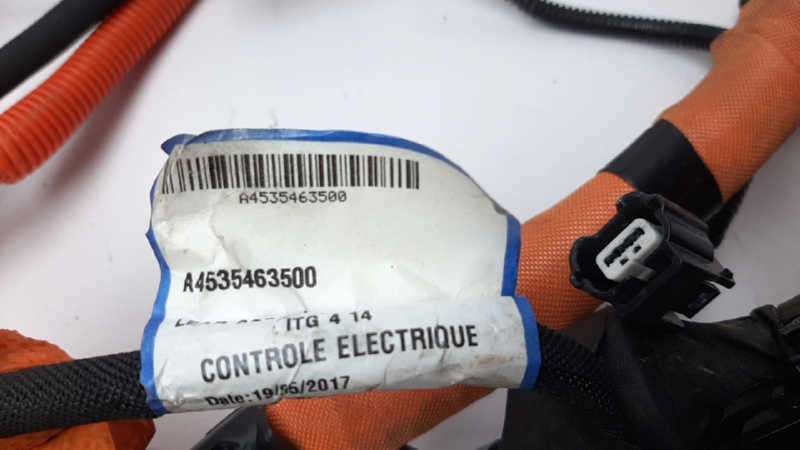 A4535463500
A4535463500
ITG 4 14
CONTROLE ELECTRIQUE
Date:19/06/2017